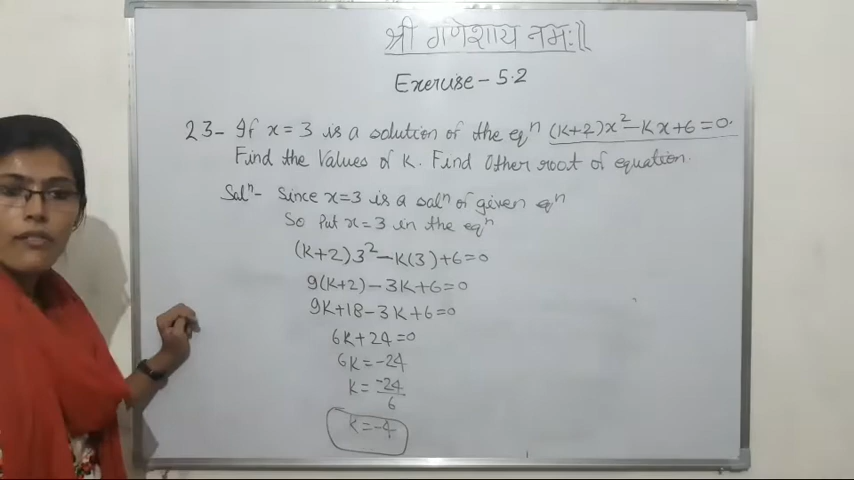 श्री गणेशाय नमः||
Exercise - 5.2
23- If x = 3 is a solution of the eqⁿ (K+2)x² - Kx + 6 = 0.
Find the Values of K. Find Other root of equation.
Solⁿ- Since x=3 is a solⁿ of given eqⁿ
So Put x = 3 in the eqⁿ
(K+2)3² - K(3) + 6 = 0
9(K+2) - 3K + 6 = 0
9K + 18 - 3K + 6 = 0
6K + 24 = 0
6K = -24
K = -24/6
K = -4